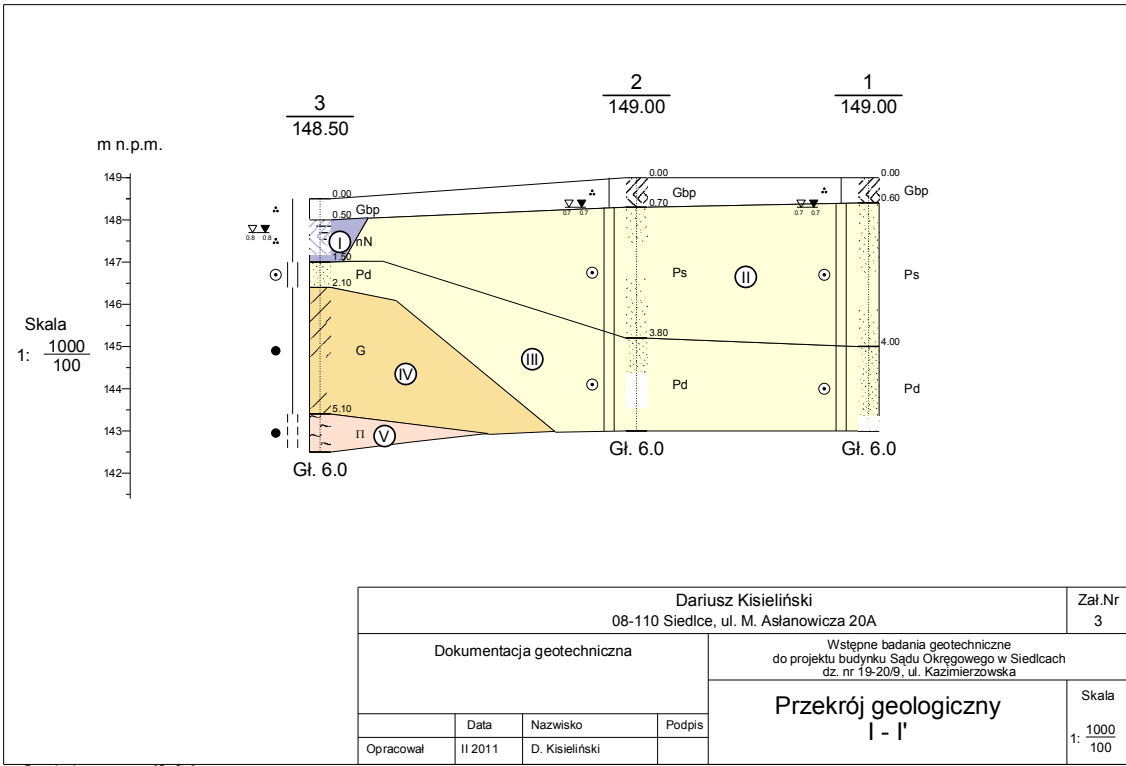 3
148.50
2
149.00
1
149.00
m n.p.m.
149
148
147
146
145
144
143
142
Skala
1: 1000
100
0.00
Gbp
0.50
I
nN
1.50
Pd
2.10
G
IV
5.10
Π
V
Gł. 6.0
0.8 0.8
III
0.00
Gbp
0.70
0.7 0.7
Ps
3.80
Pd
Gł. 6.0
II
0.00
Gbp
0.60
0.7 0.7
Ps
4.00
Pd
Gł. 6.0
Dariusz Kisieliński
08-110 Siedlce, ul. M. Asłanowicza 20A
Zał.Nr
3
Dokumentacja geotechniczna
Wstępne badania geotechniczne
do projektu budynku Sądu Okręgowego w Siedlcach
dz. nr 19-20/9, ul. Kazimierzowska
Przekrój geologiczny
I - I'
Skala
1: 1000
100
Data Nazwisko Podpis
Opracował II 2011 D. Kisieliński